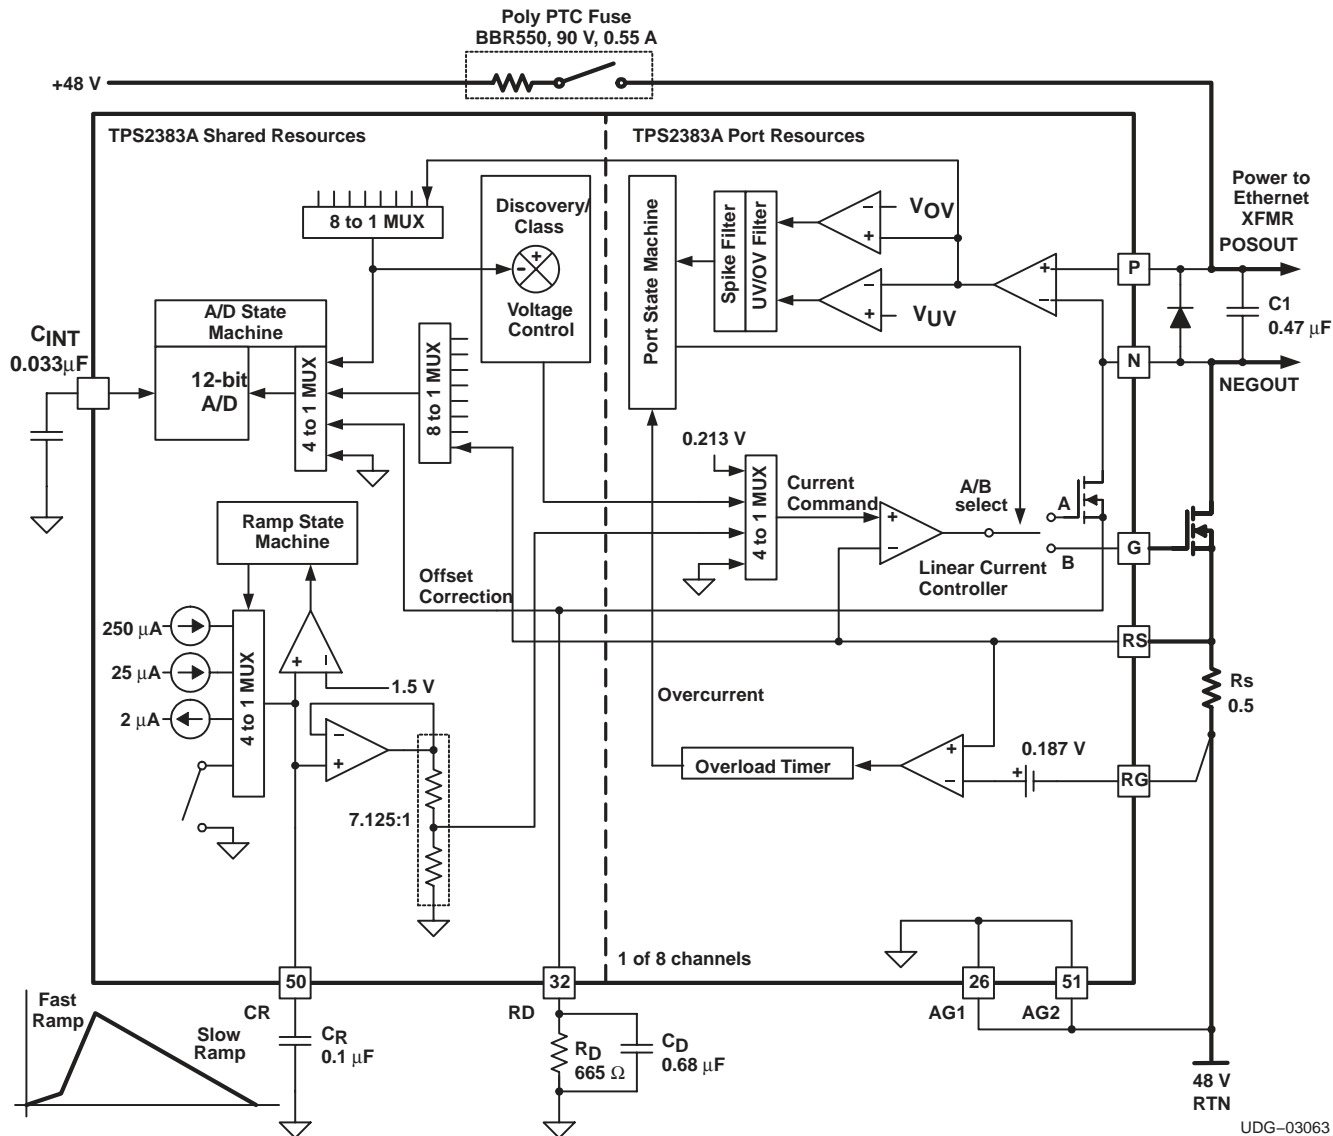 Poly PTC Fuse
BBR550, 90 V, 0.55 A
+48 V
TPS2383A Shared Resources
TPS2383A Port Resources
8 to 1 MUX
Discovery/
Class
+
-
Voltage
Control
Port State Machine
Spike Filter
UV/OV Filter
−
+
VOV
−
+
VUV
+
−
P
N
Power to
Ethernet
XFMR
POSOUT
C1
0.47 µF
NEGOUT
A/D State
Machine
12-bit
A/D
4 to 1 MUX
8 to 1 MUX
CINT
0.033µF
0.213 V
4 to 1 MUX
Current
Command
+
−
A/B
select
A
B
G
Linear Current
Controller
Ramp State
Machine
Offset
Correction
250 µA
25 µA
2 µA
4 to 1 MUX
+
−
1.5 V
−
+
7.125:1
RS
Rs
0.5
Overcurrent
Overload Timer
+
−
0.187 V
+
RG
1 of 8 channels
50
32
26
51
CR
RD
AG1
AG2
Fast
Ramp
Slow
Ramp
CR
0.1 µF
RD
665 Ω
CD
0.68 µF
48 V
RTN
UDG−03063